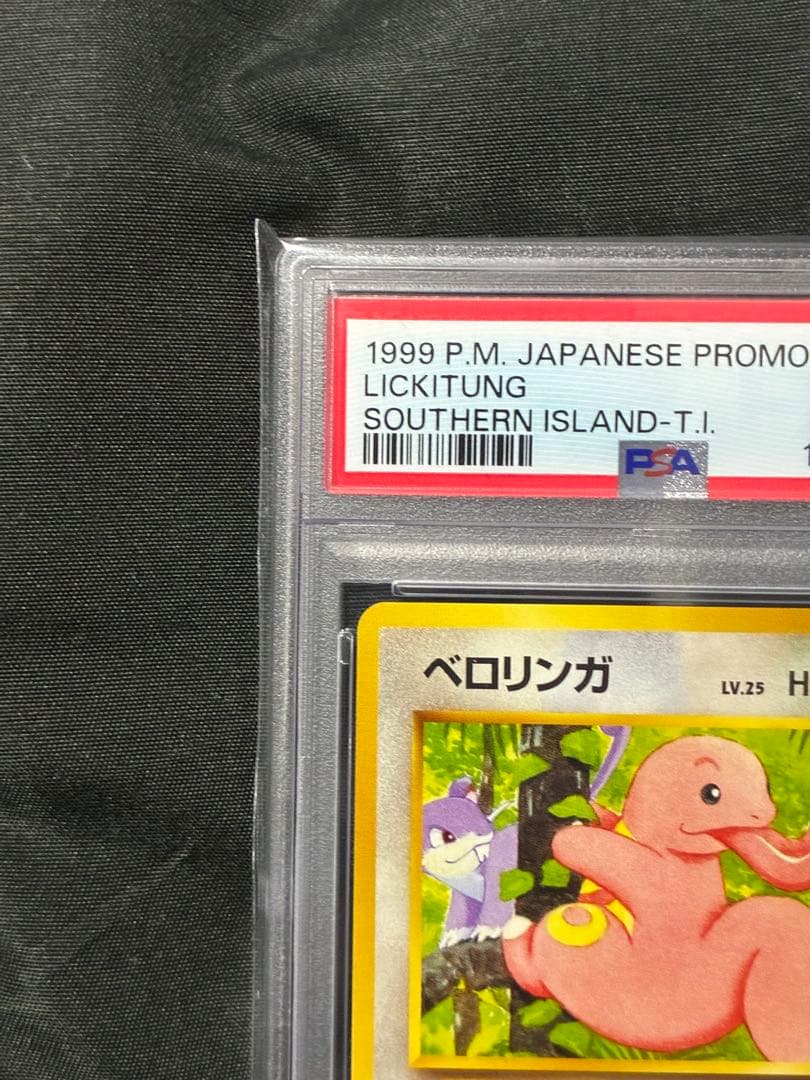 1999 P.M. JAPANESE PROMO
LICKITUNG
SOUTHERN ISLAND-T.I.
PSA
ベロリンガ LV.25 H